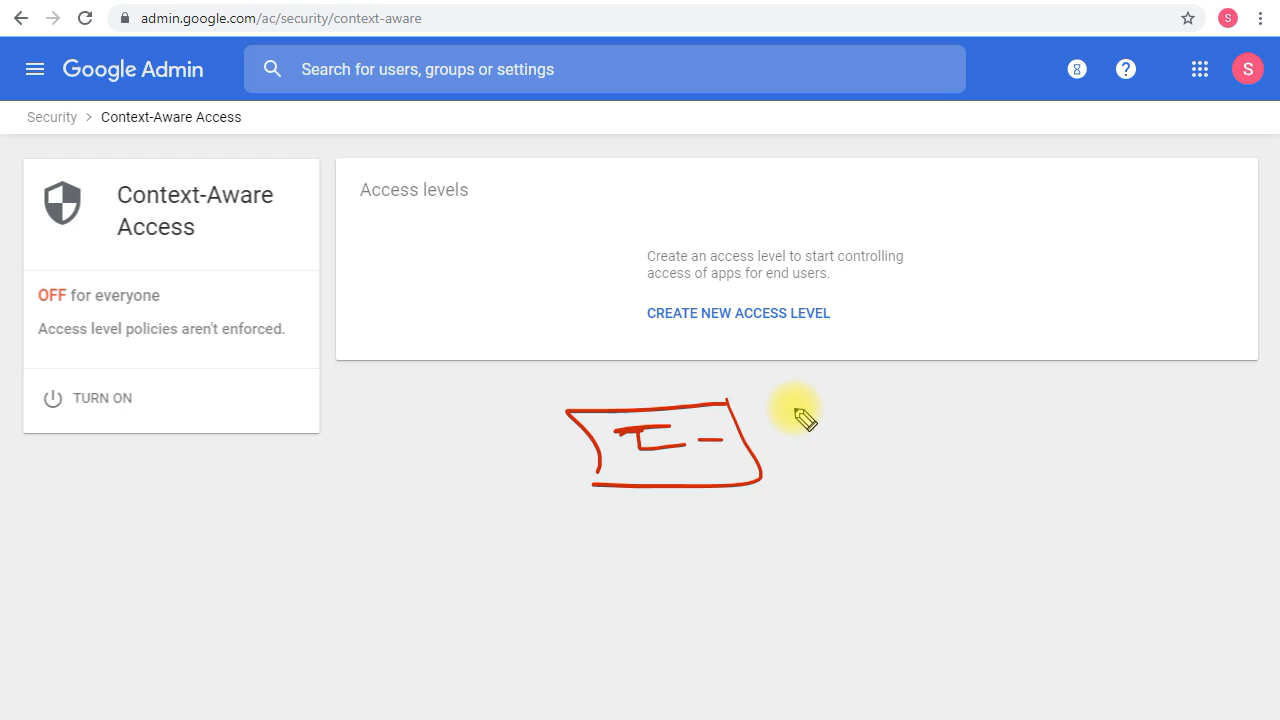 admin.google.com/ac/security/context-aware
S
Google Admin
Search for users, groups or settings
?
S
Security > Context-Aware Access
Context-Aware
Access
OFF for everyone
Access level policies aren't enforced.
TURN ON
Access levels
Create an access level to start controlling
access of apps for end users.
CREATE NEW ACCESS LEVEL